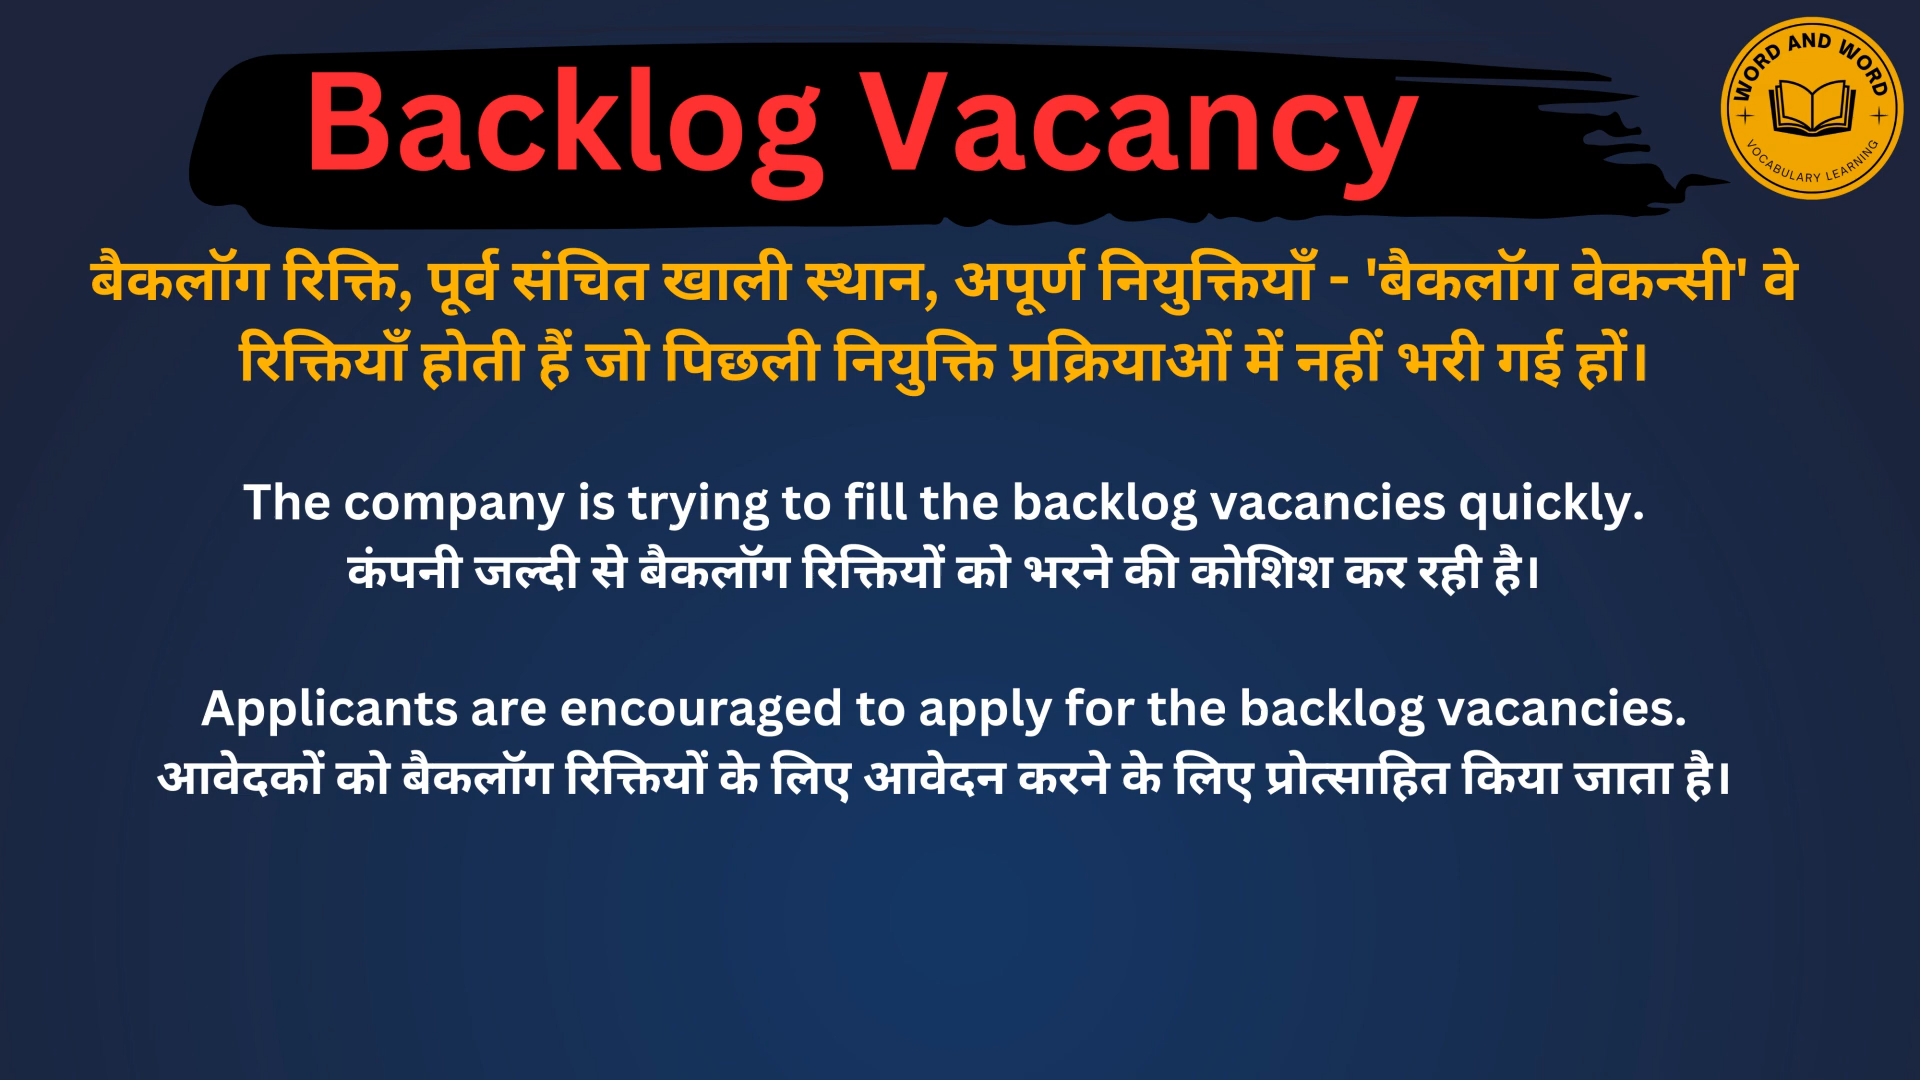 Backlog Vacancy
WORD AND WORD
VOCABULARY LEARNING
बैकलॉग रिक्ति, पूर्व संचित खाली स्थान, अपूर्ण नियुक्तियाँ - 'बैकलॉग वेकन्सी' वे
रिक्तियाँ होती हैं जो पिछली नियुक्ति प्रक्रियाओं में नहीं भरी गई हों।
The company is trying to fill the backlog vacancies quickly.
कंपनी जल्दी से बैकलॉग रिक्तियों को भरने की कोशिश कर रही है।
Applicants are encouraged to apply for the backlog vacancies.
आवेदकों को बैकलॉग रिक्तियों के लिए आवेदन करने के लिए प्रोत्साहित किया जाता है।